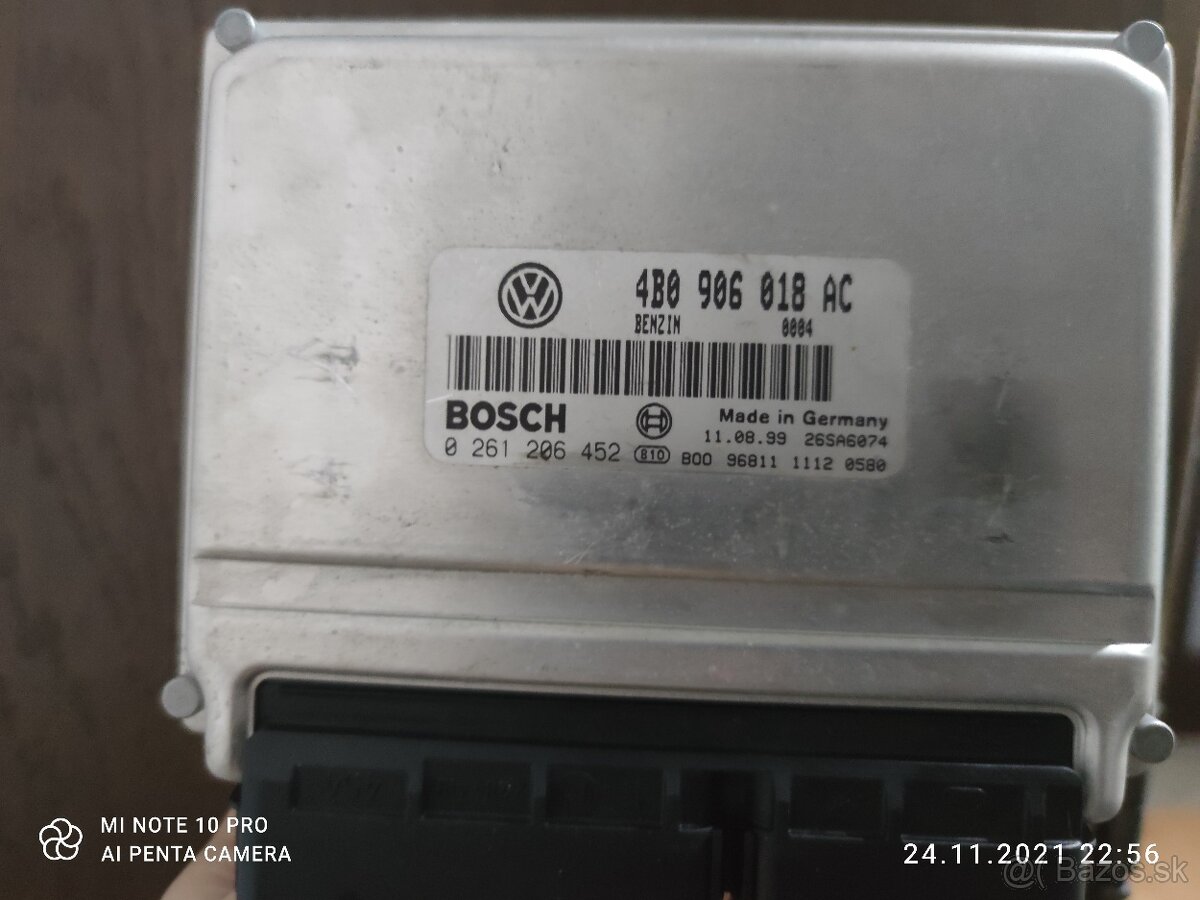 4B0 906 018 AC
BENZIN 0004
BOSCH
Made in Germany
11.08.99 26SA6074
0 261 206 452 810 B00 96811 1112 0580
MI NOTE 10 PRO
AI PENTA CAMERA
24.11.2021 22:56
Bazos.sk